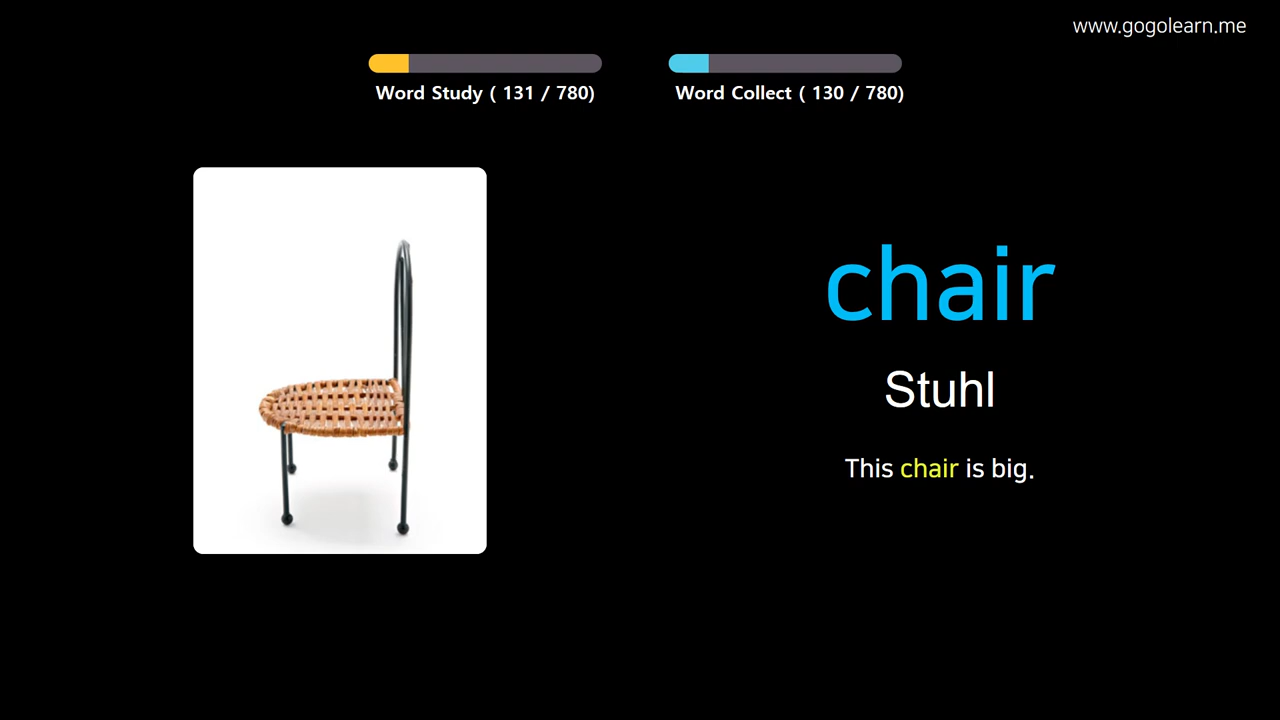 www.gogolearn.me
Word Study ( 131 / 780)
Word Collect ( 130 / 780)
chair
Stuhl
This chair is big.